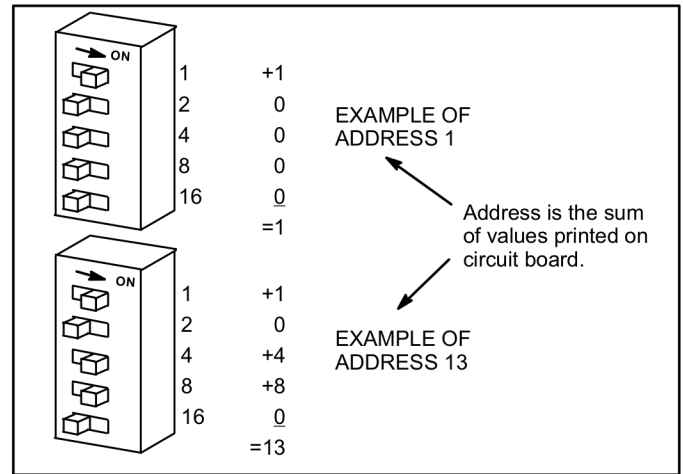 ON
1 +1
2 0
4 0
8 0
16 0
=1
EXAMPLE OF
ADDRESS 1
Address is the sum
of values printed on
circuit board.
ON
1 +1
2 0
4 +4
8 +8
16 0
=13
EXAMPLE OF
ADDRESS 13